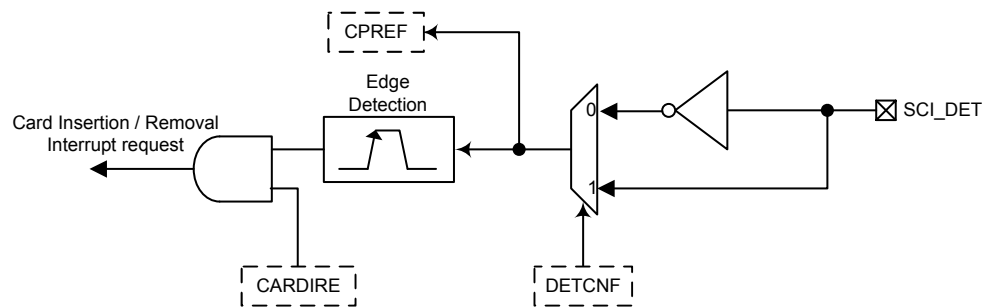 CPREF
Edge
Detection
Card Insertion / Removal
Interrupt request
0
SCI_DET
1
CARDIRE
DETCNF